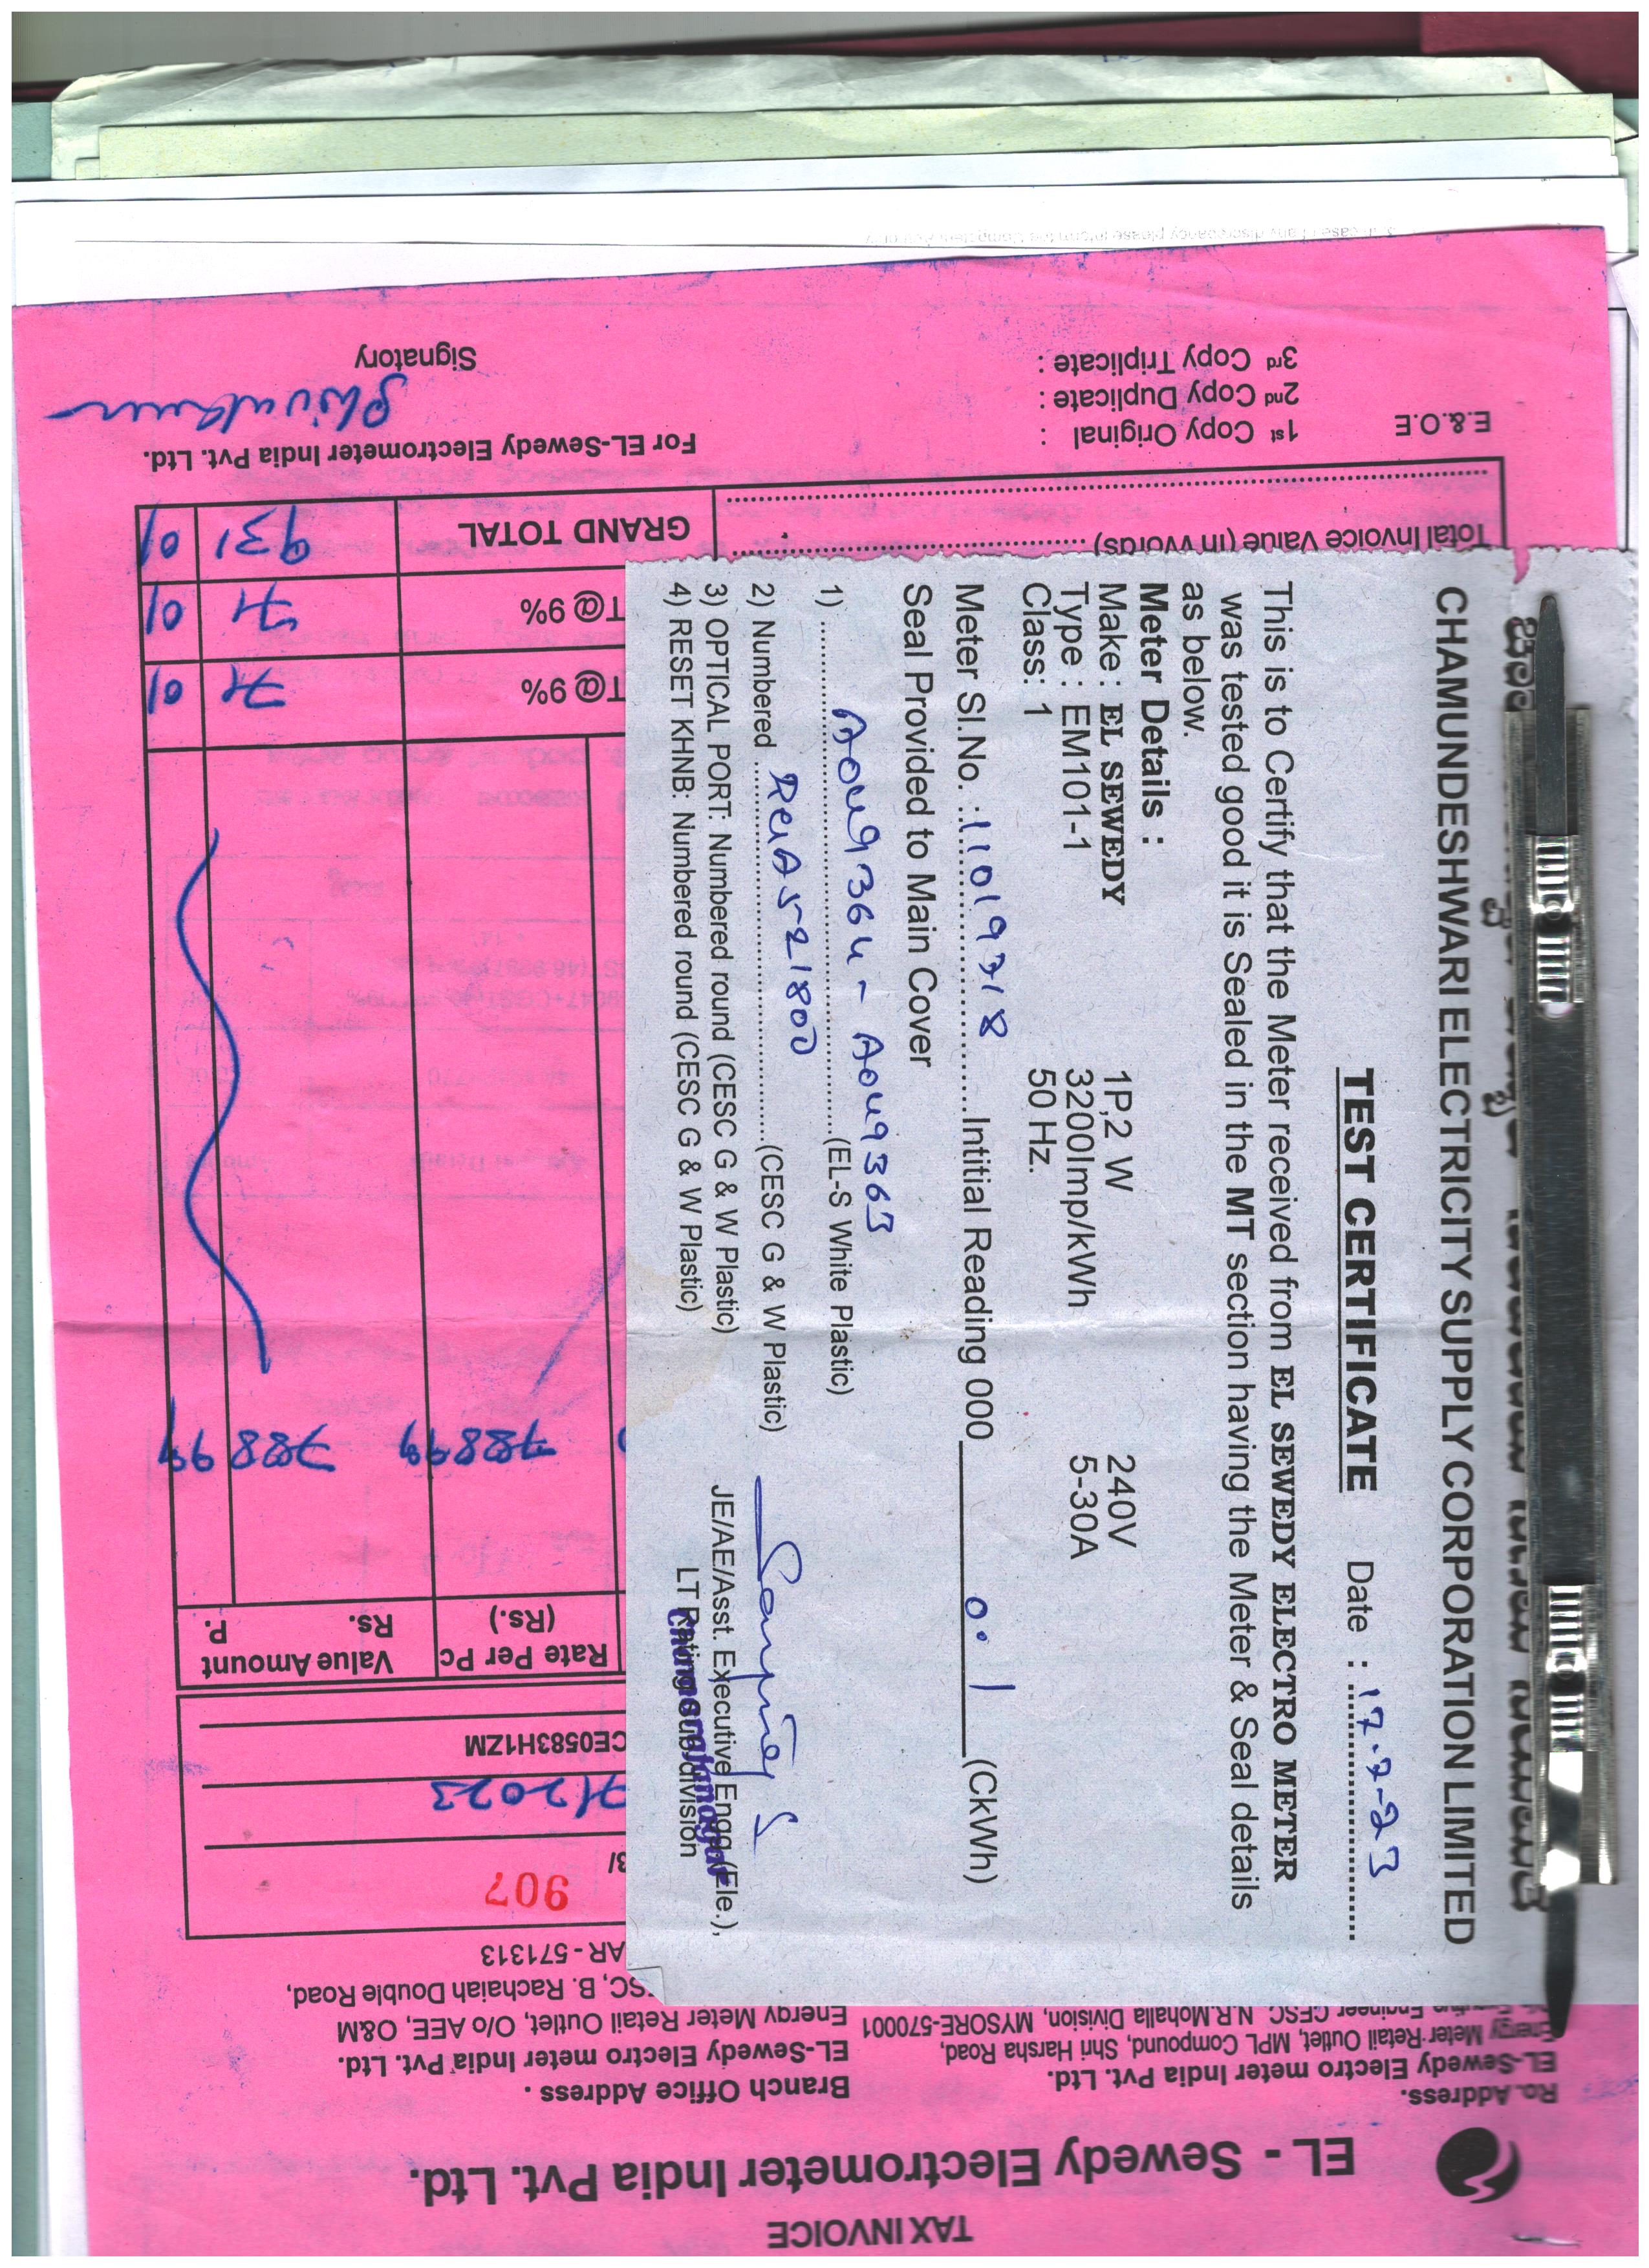 CHAMUNDESHWARI ELECTRICITY SUPPLY CORPORATION LIMITED
TEST CERTIFICATE Date : 17-7-23
This is to Certify that the Meter received from EL SEWEDY ELECTRO METER
was tested good it is Sealed in the MT section having the Meter & Seal details
as below.
Meter Details :
Make : EL SEWEDY 1P,2 W 240V
Type : EM101-1 3200Imp/kWh 5-30A
Class: 1 50 Hz.
Meter Sl.No. : Intitial Reading 000 0.1 (CkWh)
Seal Provided to Main Cover
1) A049364 - A049363 (EL-S White Plastic)
2) Numbered (CESC G & W Plastic)
3) OPTICAL PORT: Numbered round (CESC G & W Plastic)
4) RESET KHNB: Numbered round (CESC G & W Plastic)
JE/AE/Asst. Executive Engg.(Ele.),
LT Rating Subdivision
Chamarajanagar
TAX INVOICE
EL - Sewedy Electrometer India Pvt. Ltd.
Ro. Address.
EL-Sewedy Electro meter India Pvt. Ltd.
Energy Meter Retail Outlet, MPL Compound, Shri Harsha Road,
Engineer CESC N.R.Mohalla Division, MYSORE-570001
Branch Office Address .
EL-Sewedy Electro meter India Pvt. Ltd.
Energy Meter Retail Outlet, O/o AEE, O&M
SC, B. Rachaiah Double Road,
AR - 571313
907
7/2023
CE0583H1ZM
Rate Per Pc (Rs.) Value Amount Rs. P.
78899 788 99
T@ 9% 71 01
T@ 9% 71 01
Total Invoice Value (in Words) GRAND TOTAL 931 01
E.& O.E
1st Copy Original :
2nd Copy Duplicate :
3rd Copy Triplicate :
For EL-Sewedy Electrometer India Pvt. Ltd.
Signatory